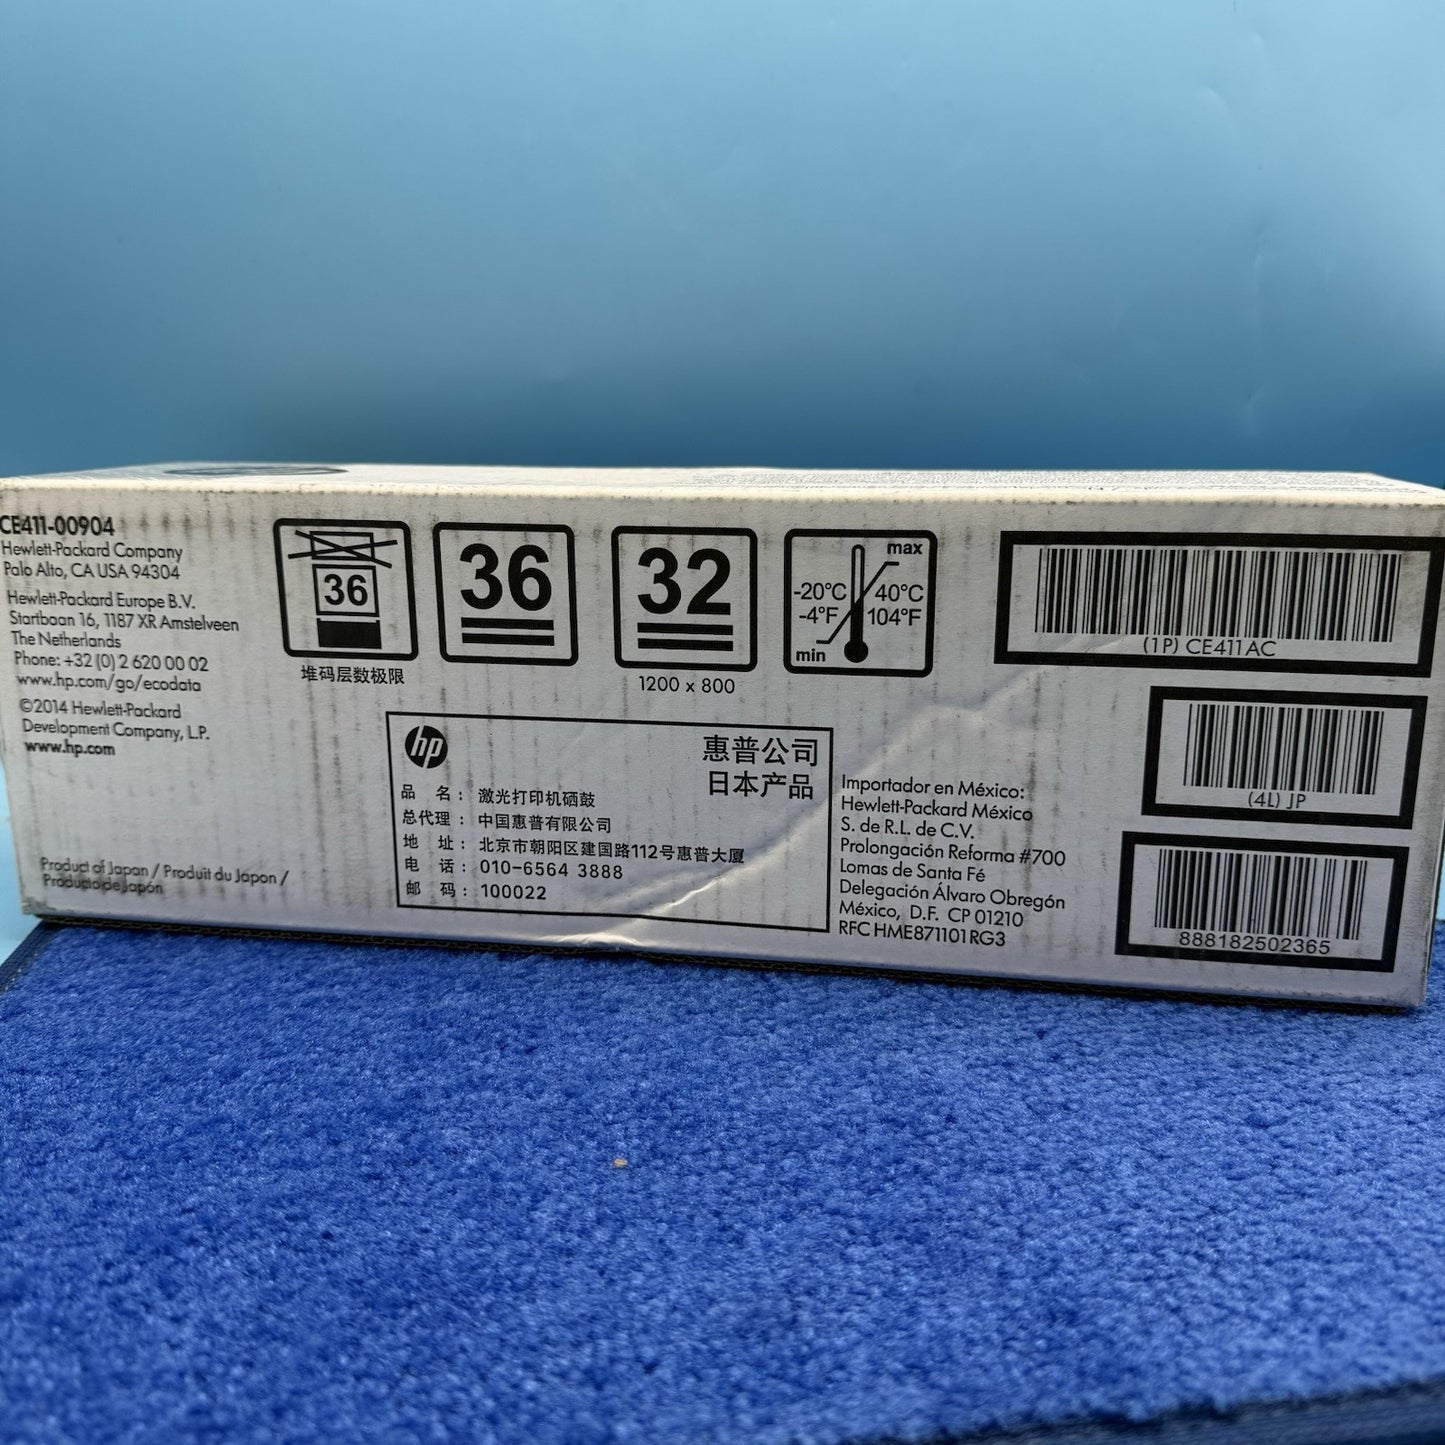 CE411-00904
Hewlett-Packard Company
Palo Alto, CA USA 94304
Hewlett-Packard Europe B.V.
Startbaan 16, 1187 XR Amstelveen
The Netherlands
Phone: +32 (0) 2 620 00 02
www.hp.com/go/ecodata
©2014 Hewlett-Packard
Development Company, L.P.
www.hp.com
Product of Japan / Produit du Japon /
Producto de Japón
36
堆码层数极限
36
32
1200 x 800
max
-20°C
40°C
-4°F
104°F
min
hp
惠普公司
日本产品
品 名： 激光打印机硒鼓
总代理： 中国惠普有限公司
地 址： 北京市朝阳区建国路112号惠普大厦
电 话： 010-6564 3888
邮 码： 100022
Importador en México:
Hewlett-Packard México
S. de R.L. de C.V.
Prolongación Reforma #700
Lomas de Santa Fé
Delegación Álvaro Obregón
México, D.F. CP 01210
RFC HME871101RG3
(1P) CE411AC
(4L) JP
888182502365